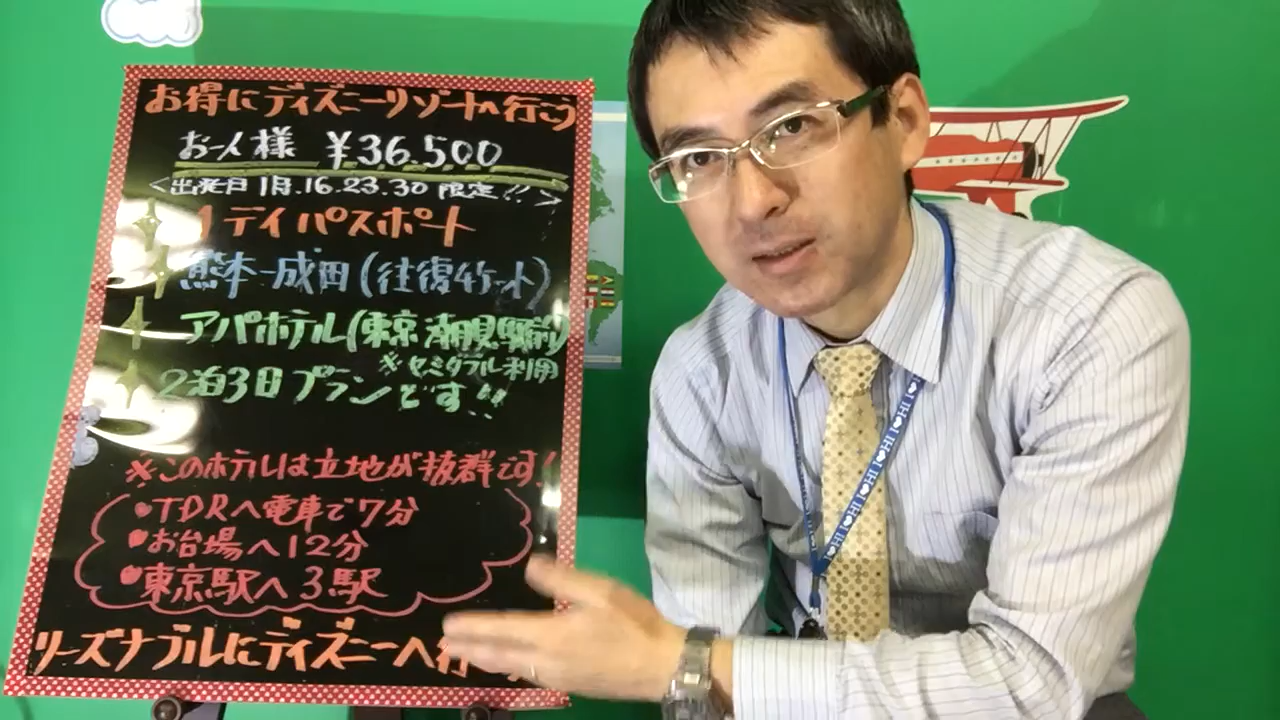 お得にディズニーリゾートへ行こう
お一人様 ¥36,500
<出発日 1月.16.23.30 限定!!>
1デイパスポート
熊本-成田(往復チケット)
アパホテル(東京潮見駅前)
※セミダブル利用
2泊3日プランです!!
※このホテルは立地が抜群です!
・TDRへ電車で7分
・お台場へ12分
・東京駅へ3駅
リーズナブルにディズニーへ行
I♥HI I♥HI I♥HI